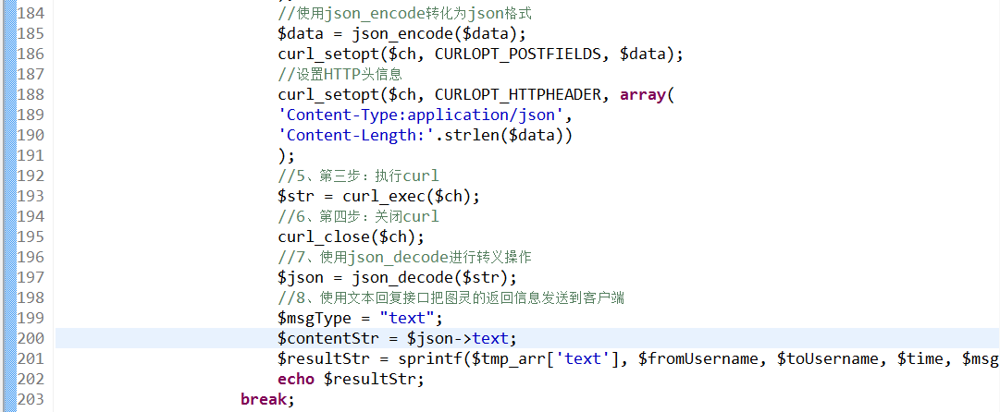 184 //使用json_encode转化为json格式
185 $data = json_encode($data);
186 curl_setopt($ch, CURLOPT_POSTFIELDS, $data);
187 //设置HTTP头信息
188 curl_setopt($ch, CURLOPT_HTTPHEADER, array(
189 'Content-Type:application/json',
190 'Content-Length:'.strlen($data))
191 );
192 //5、第三步：执行curl
193 $str = curl_exec($ch);
194 //6、第四步：关闭curl
195 curl_close($ch);
196 //7、使用json_decode进行转义操作
197 $json = json_decode($str);
198 //8、使用文本回复接口把图灵的返回信息发送到客户端
199 $msgType = "text";
200 $contentStr = $json->text;
201 $resultStr = sprintf($tmp_arr['text'], $fromUsername, $toUsername, $time, $msg
202 echo $resultStr;
203 break;